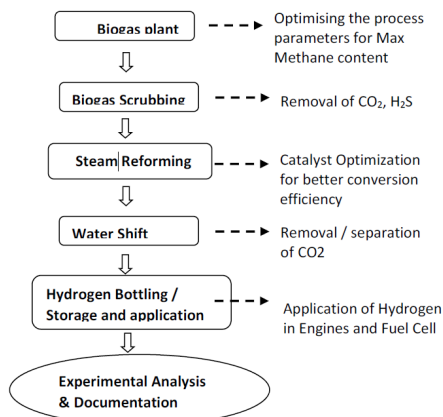 Biogas plant
Optimising the process
parameters for Max
Methane content
Biogas Scrubbing
Removal of CO₂, H₂S
Steam Reforming
Catalyst Optimization
for better conversion
efficiency
Water Shift
Removal / separation
of CO2
Hydrogen Bottling /
Storage and application
Application of Hydrogen
in Engines and Fuel Cell
Experimental Analysis
& Documentation